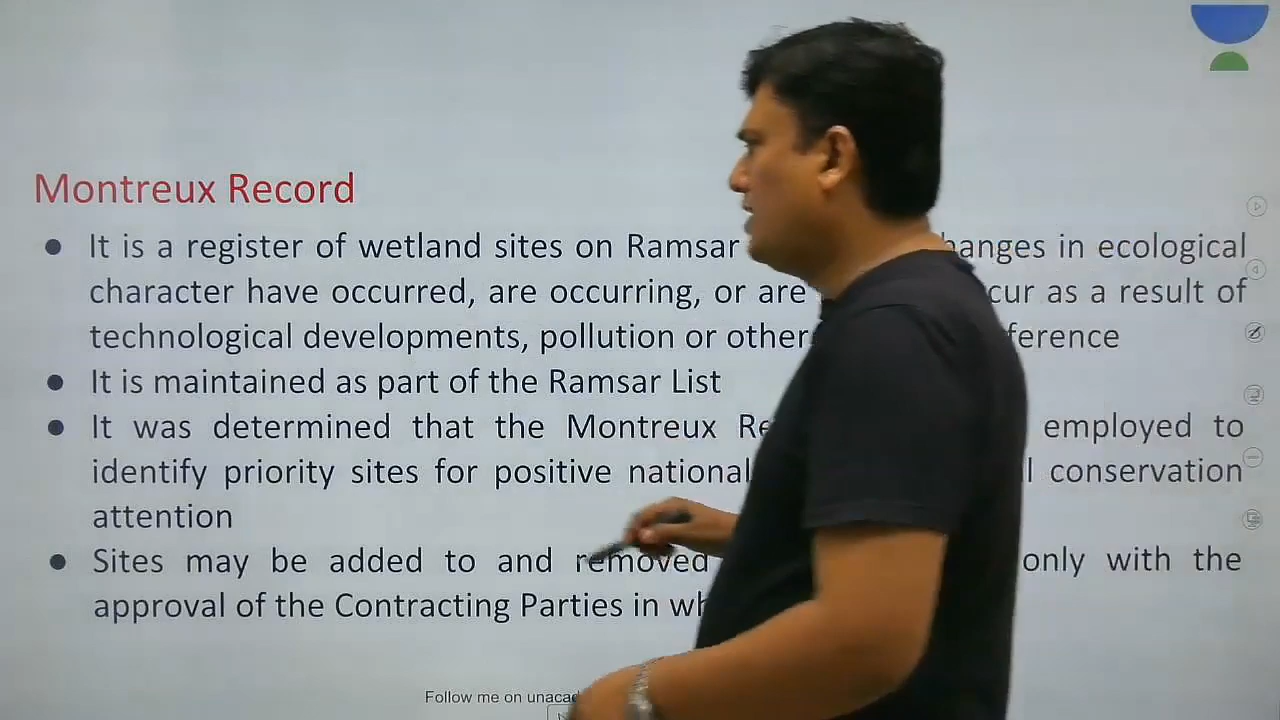 Montreux Record
● It is a register of wetland sites on Ramsar hanges in ecological
character have occurred, are occurring, or are cur as a result of
technological developments, pollution or other ference
● It is maintained as part of the Ramsar List
● It was determined that the Montreux Re employed to
identify priority sites for positive national l conservation
attention
● Sites may be added to and removed only with the
approval of the Contracting Parties in wh
Follow me on unacad